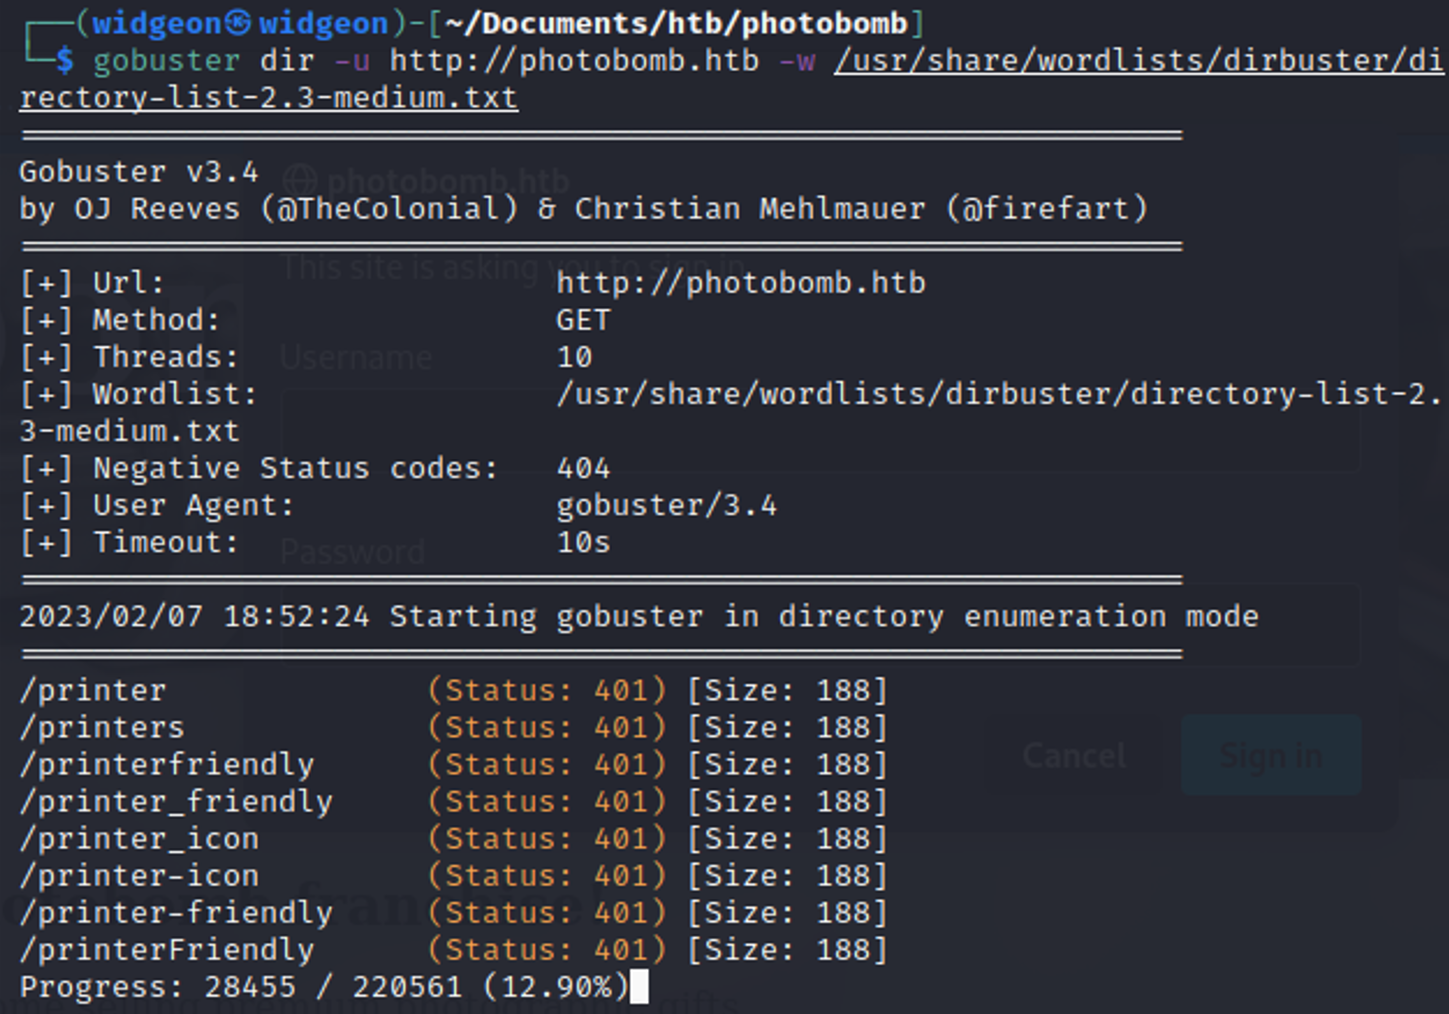 ┌──(widgeon㉿widgeon)-[~/Documents/htb/photobomb]
└─$ gobuster dir -u http://photobomb.htb -w /usr/share/wordlists/dirbuster/di
rectory-list-2.3-medium.txt
===============================================================
Gobuster v3.4
photobomb.htb
by OJ Reeves (@TheColonial) & Christian Mehlmauer (@firefart)
===============================================================
This site is asking you to sign in.
[+] Url:                     http://photobomb.htb
[+] Method:                  GET
[+] Threads:                 10
Username
[+] Wordlist:                /usr/share/wordlists/dirbuster/directory-list-2.
3-medium.txt
[+] Negative Status codes:   404
[+] User Agent:              gobuster/3.4
[+] Timeout:                 10s
Password
===============================================================
2023/02/07 18:52:24 Starting gobuster in directory enumeration mode
===============================================================
/printer              (Status: 401) [Size: 188]
/printers             (Status: 401) [Size: 188]
/printerfriendly      (Status: 401) [Size: 188]
Cancel Sign in
/printer_friendly     (Status: 401) [Size: 188]
/printer_icon         (Status: 401) [Size: 188]
/printer-icon         (Status: 401) [Size: 188]
/printer-friendly     (Status: 401) [Size: 188]
/printerFriendly      (Status: 401) [Size: 188]
Progress: 28455 / 220561 (12.90%)
selling premium gifts